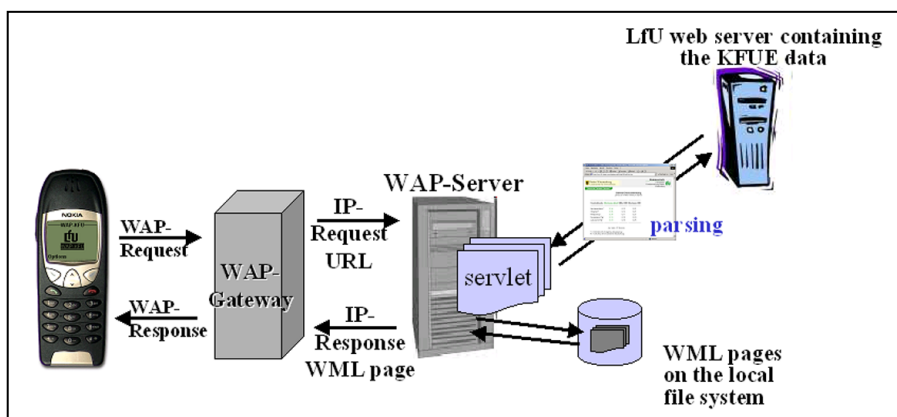 LfU web server containing
the KFUE data
WAP-Server
parsing
servlet
NOKIA
WAP-
Request
WAP-
Gateway
IP-
Request
URL
WAP-
Response
IP-
Response
WML page
WML pages
on the local
file system
LfU